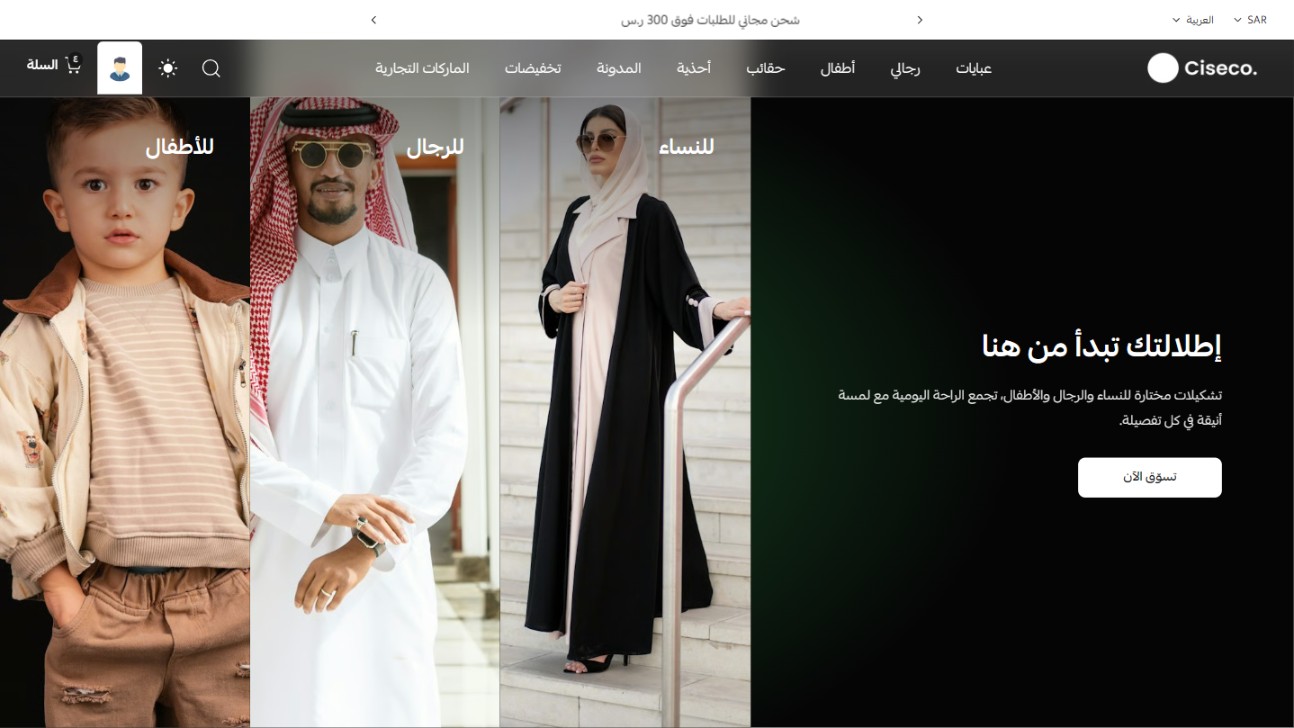 SAR
العربية
شحن مجاني للطلبات فوق 300 ر.س
Ciseco.
عبايات
رجالي
أطفال
حقائب
أحذية
المدونة
تخفيضات
الماركات التجارية
السلة
للنساء
للرجال
للأطفال
إطلالتك تبدأ من هنا
تشكيلات مختارة للنساء والرجال والأطفال، تجمع الراحة اليومية مع لمسة
أنيقة في كل تفصيلة.
تسوّق الآن